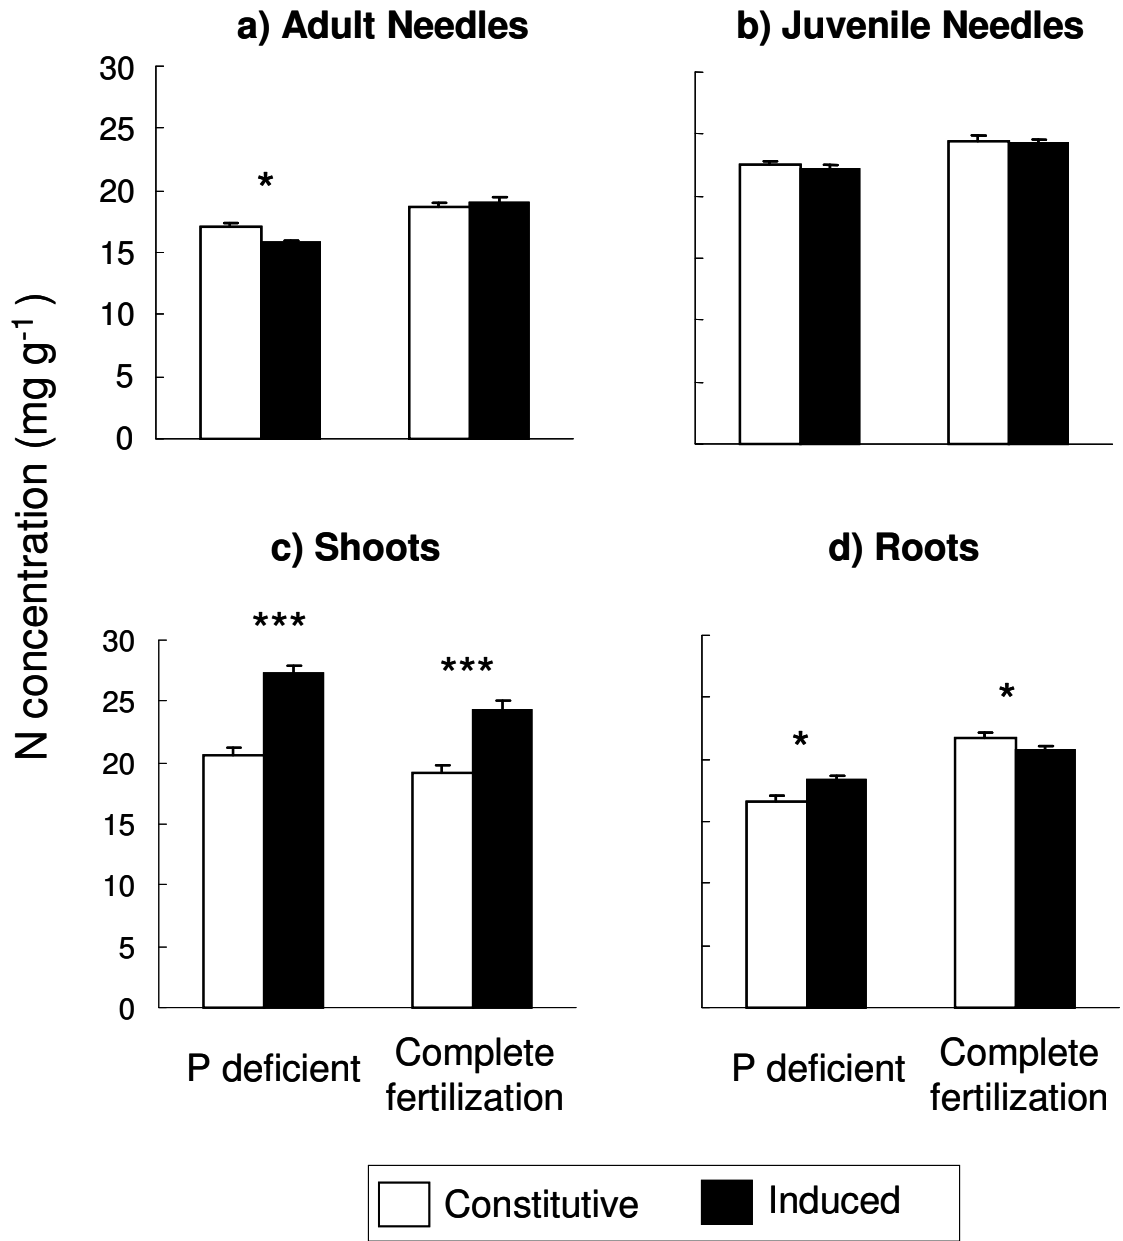 a) Adult Needles
b) Juvenile Needles
30
25
20
15
10
5
0
*
N concentration (mg g-1 )
c) Shoots
d) Roots
30
25
20
15
10
5
0
***
***
*
*
P deficient
Complete
fertilization
P deficient
Complete
fertilization
Constitutive
Induced